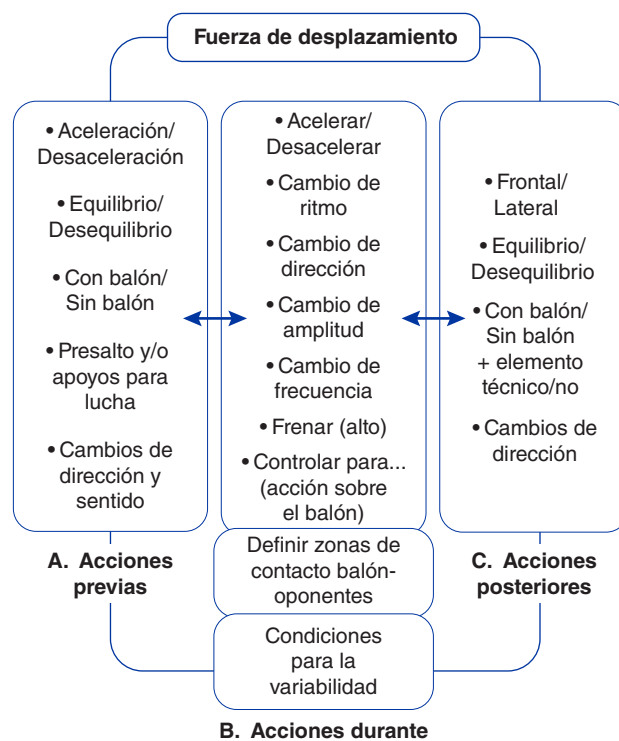 Fuerza de desplazamiento
• Aceleración/
Desaceleración
• Equilibrio/
Desequilibrio
• Con balón/
Sin balón
• Presalto y/o
apoyos para
lucha
• Cambios de
dirección y
sentido
A. Acciones
previas
• Acelerar/
Desacelerar
• Cambio de
ritmo
• Cambio de
dirección
• Cambio de
amplitud
• Cambio de
frecuencia
• Frenar (alto)
• Controlar para...
(acción sobre
el balón)
Definir zonas de
contacto balón-
oponentes
Condiciones
para la
variabilidad
B. Acciones durante
• Frontal/
Lateral
• Equilibrio/
Desequilibrio
• Con balón/
Sin balón
+ elemento
técnico/no
• Cambios de
dirección
C. Acciones
posteriores